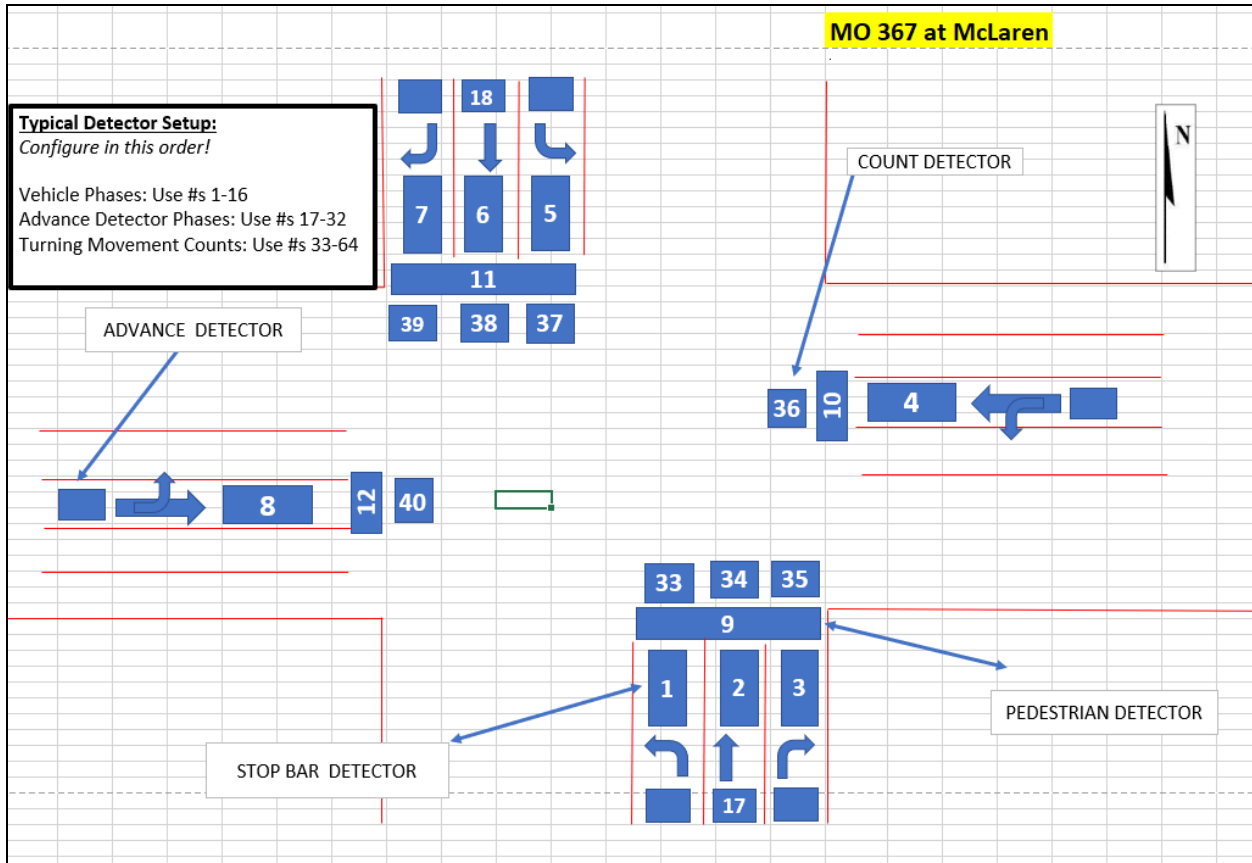 MO 367 at McLaren
Typical Detector Setup:
Configure in this order!
Vehicle Phases: Use #s 1-16
Advance Detector Phases: Use #s 17-32
Turning Movement Counts: Use #s 33-64
18
N
COUNT DETECTOR
7 6 5
11
39 38 37
ADVANCE DETECTOR
36 10 4
8 12 40
33 34 35
9
1 2 3
PEDESTRIAN DETECTOR
STOP BAR DETECTOR
17